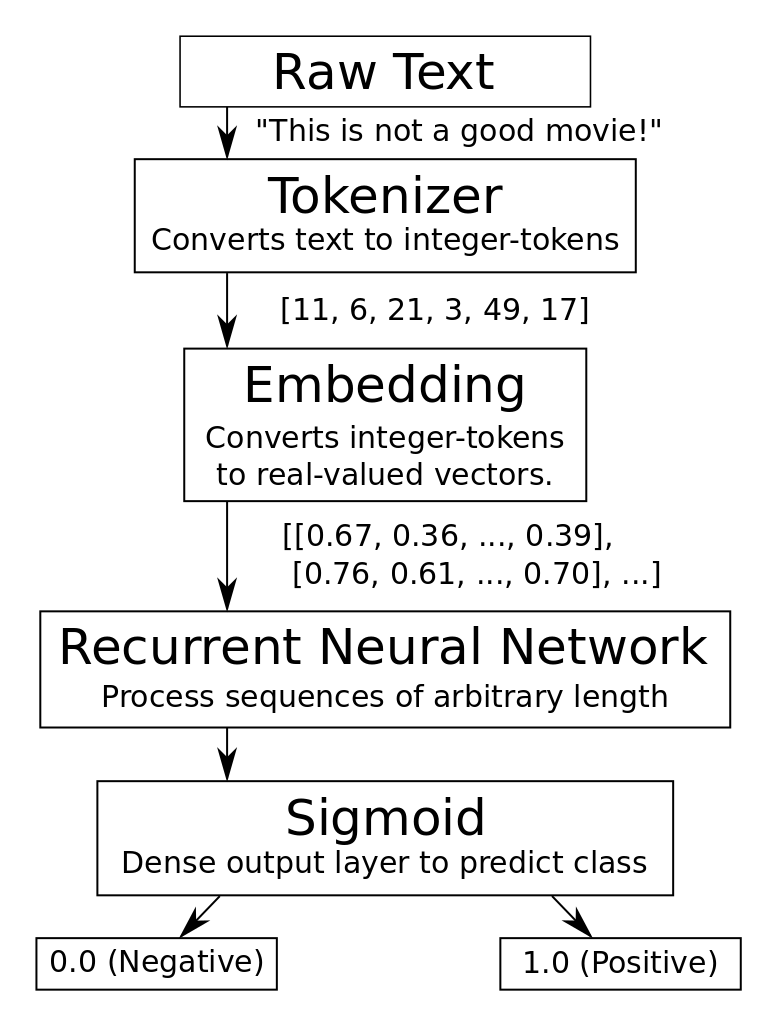 Raw Text
"This is not a good movie!"
Tokenizer
Converts text to integer-tokens
[11, 6, 21, 3, 49, 17]
Embedding
Converts integer-tokens
to real-valued vectors.
[[0.67, 0.36, ..., 0.39],
[0.76, 0.61, ..., 0.70], ...]
Recurrent Neural Network
Process sequences of arbitrary length
Sigmoid
Dense output layer to predict class
0.0 (Negative)
1.0 (Positive)